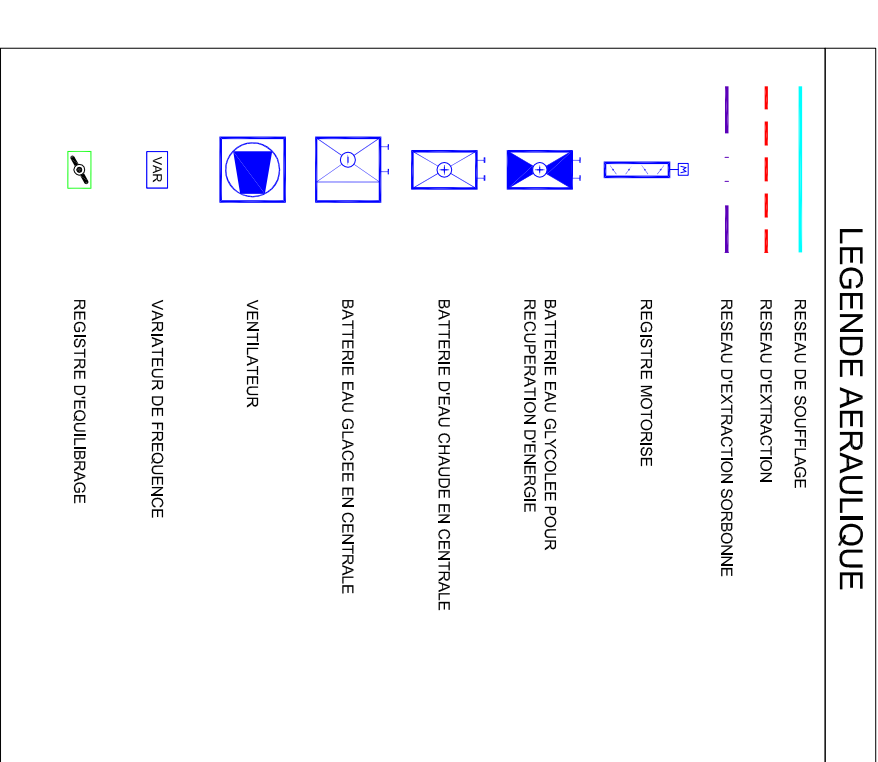 LEGENDE AERAULIQUE
RESEAU DE SOUFFLAGE
RESEAU D'EXTRACTION
RESEAU D'EXTRACTION SORBONNE
M
REGISTRE MOTORISE
BATTERIE EAU GLYCOLEE POUR
RECUPERATION D'ENERGIE
BATTERIE D'EAU CHAUDE EN CENTRALE
BATTERIE EAU GLACEE EN CENTRALE
VENTILATEUR
VAR
VARIATEUR DE FREQUENCE
REGISTRE D'EQUILIBRAGE